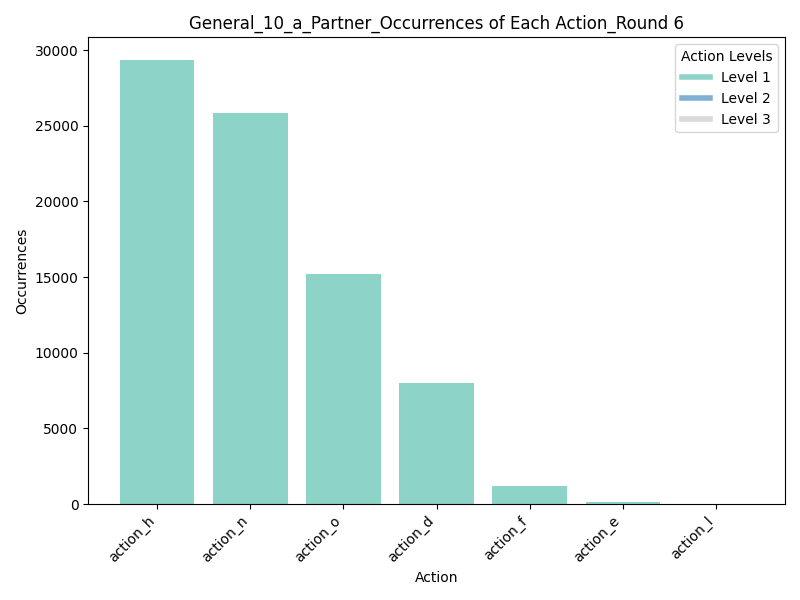 General_10_a_Partner_Occurrences of Each Action_Round 6
Action Levels
Level 1
Level 2
Level 3
Occurrences
30000
25000
20000
15000
10000
5000
0
action_h
action_n
action_o
action_d
action_f
action_e
action_l
Action